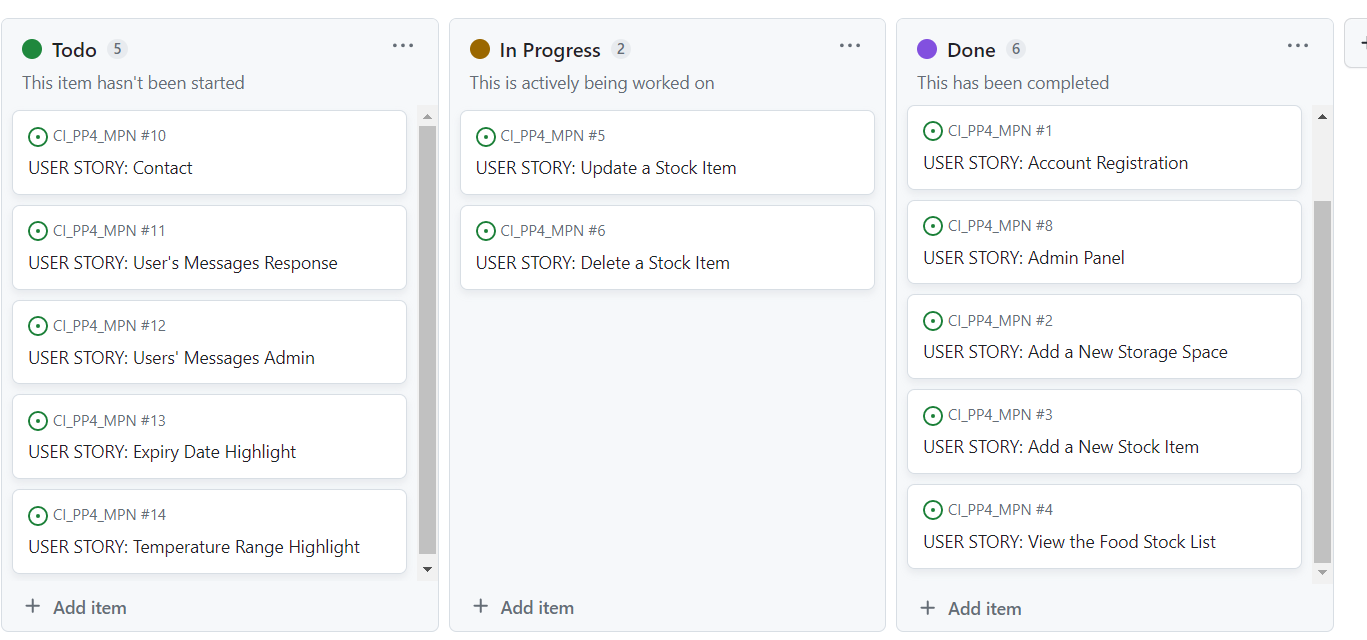 Todo 5
This item hasn't been started
CI_PP4_MPN #10
USER STORY: Contact
CI_PP4_MPN #11
USER STORY: User's Messages Response
CI_PP4_MPN #12
USER STORY: Users' Messages Admin
CI_PP4_MPN #13
USER STORY: Expiry Date Highlight
CI_PP4_MPN #14
USER STORY: Temperature Range Highlight
+ Add item
In Progress 2
This is actively being worked on
CI_PP4_MPN #5
USER STORY: Update a Stock Item
CI_PP4_MPN #6
USER STORY: Delete a Stock Item
+ Add item
Done 6
This has been completed
CI_PP4_MPN #1
USER STORY: Account Registration
CI_PP4_MPN #8
USER STORY: Admin Panel
CI_PP4_MPN #2
USER STORY: Add a New Storage Space
CI_PP4_MPN #3
USER STORY: Add a New Stock Item
CI_PP4_MPN #4
USER STORY: View the Food Stock List
+ Add item